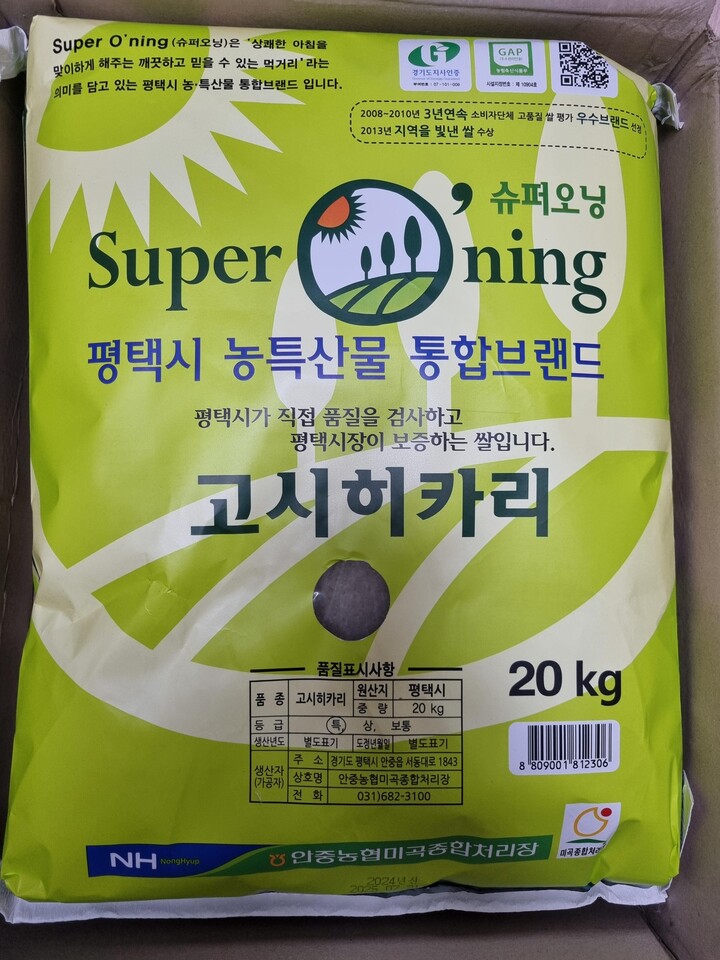 Super O'ning(슈퍼오닝)은 '상쾌한 아침을
맞이하게 해주는 깨끗하고 믿을 수 있는 먹거리'라는
의미를 담고 있는 평택시 농·특산물 통합브랜드 입니다.
경기도지사인증
GAP
2008~2010년 3년연속 소비자단체 고품질 쌀 평가 우수브랜드 선정
2013년 지역을 빛낸 쌀 수상
슈퍼오닝
Super O'ning
평택시 농특산물 통합브랜드
평택시가 직접 품질을 검사하고
평택시장이 보증하는 쌀입니다.
고시히카리
품질표시사항
20 kg
품 종 고시히카리 원산지 평택시
중 량 20 kg
등 급 특, 상, 보통
생산년도 별도표기 도정년월일 별도표기
생산자(가공자) 주 소 경기도 평택시 안중읍 서동대로 1843
상호명 안중농협미곡종합처리장
전 화 031)682-3100
8 809001 812306
NH NongHyup
안중농협미곡종합처리장
미곡종합처리
2024년 산